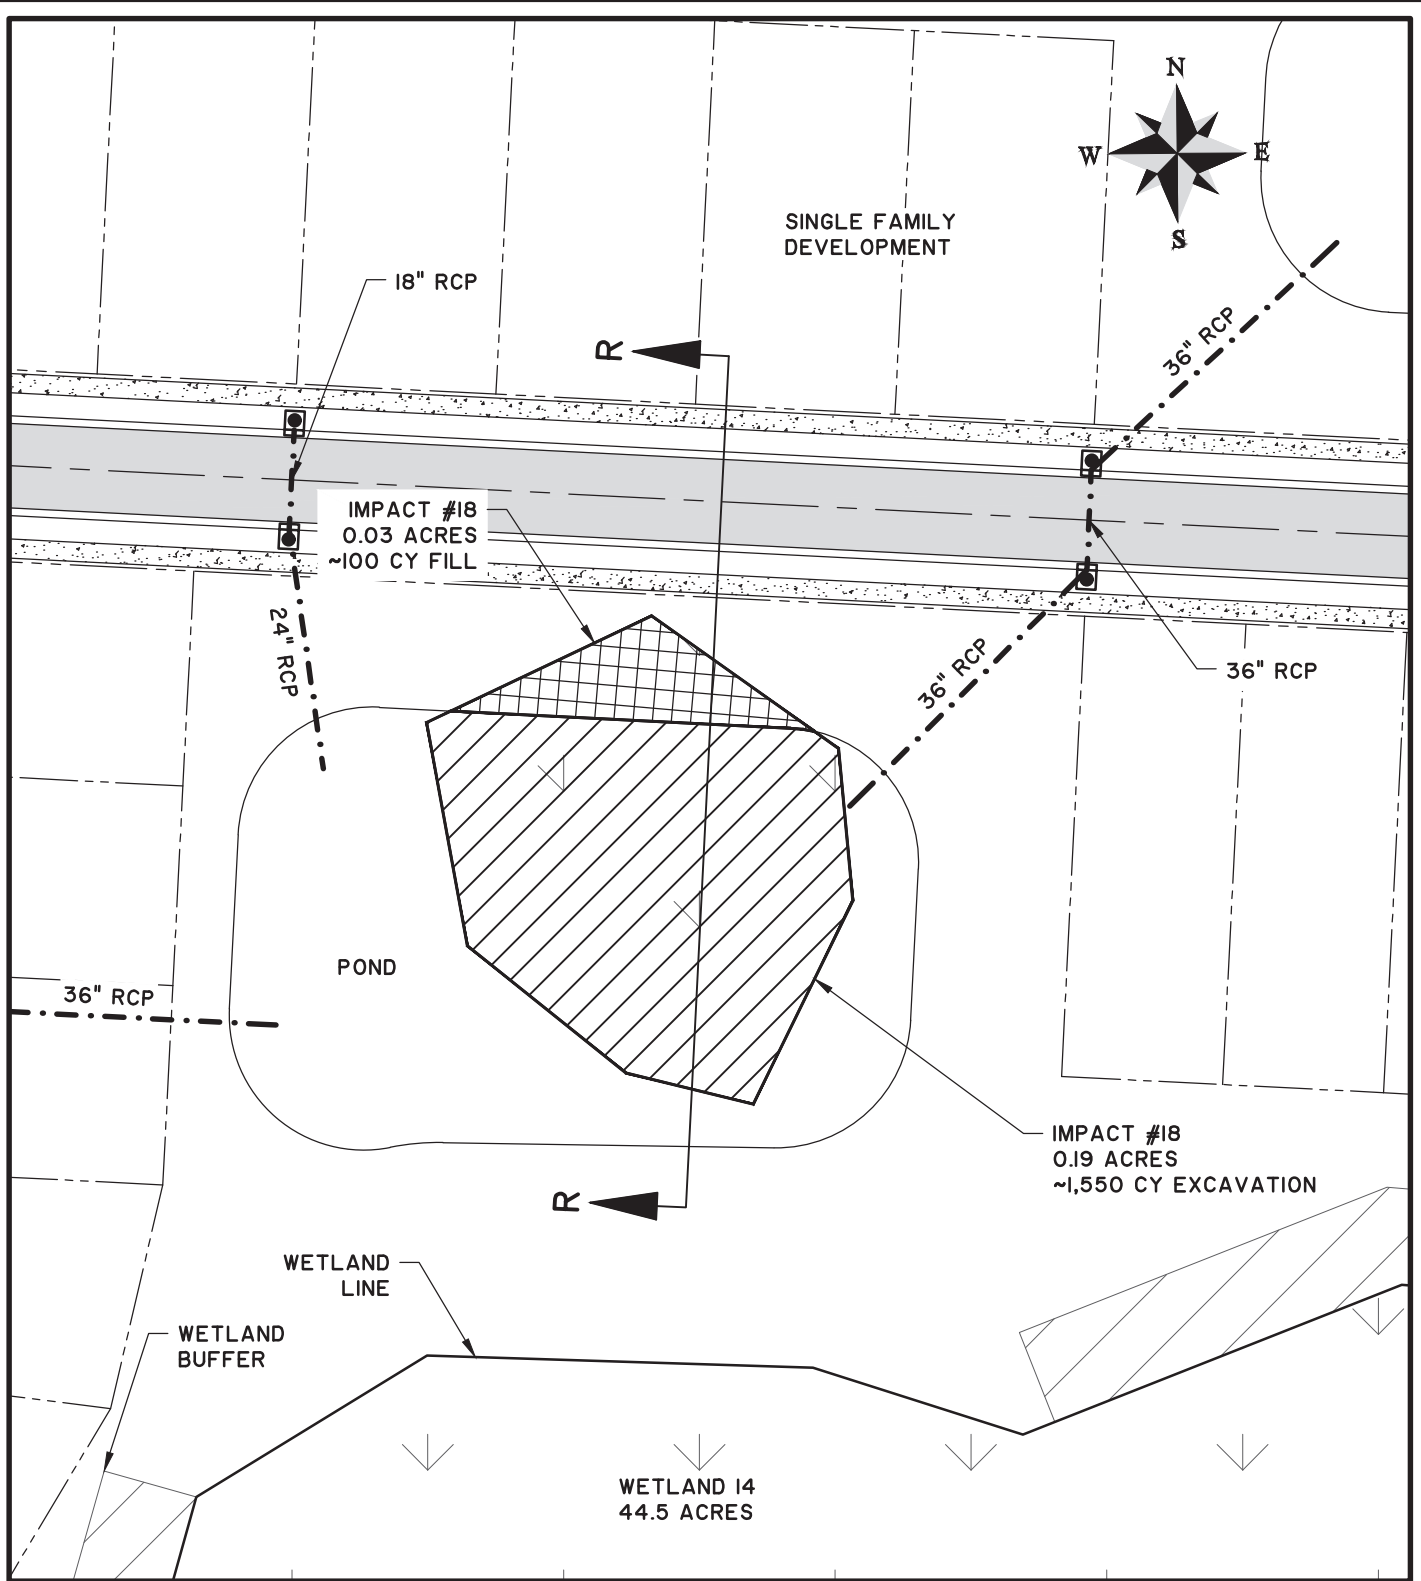 N
W
E
S
SINGLE FAMILY
DEVELOPMENT
18" RCP
36" RCP
R
IMPACT #18
0.03 ACRES
~100 CY FILL
24" RCP
36" RCP
36" RCP
POND
36" RCP
IMPACT #18
0.19 ACRES
~1,550 CY EXCAVATION
R
WETLAND
LINE
WETLAND
BUFFER
WETLAND 14
44.5 ACRES